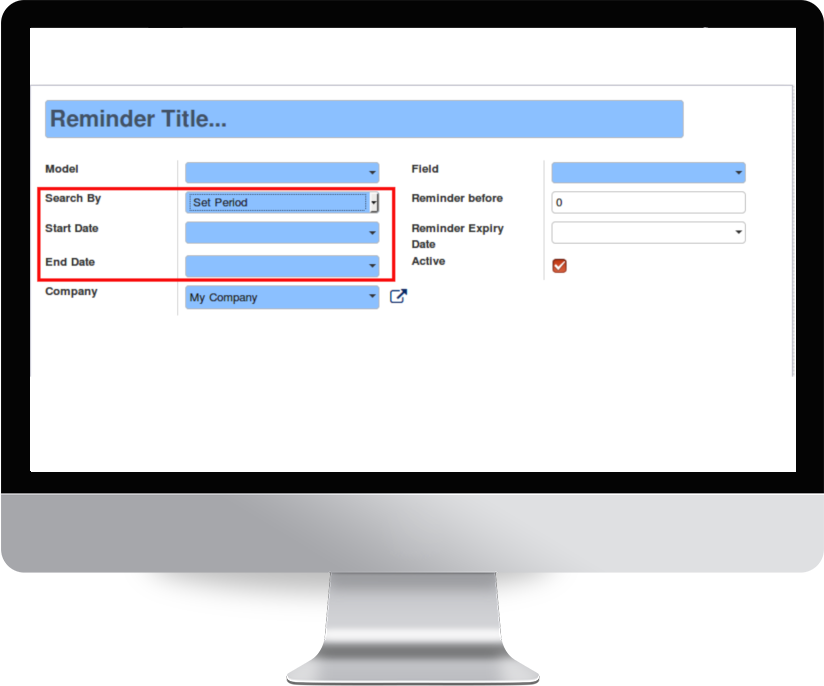 Reminder Title...
Model
Field
Search By
Set Period
Reminder before
0
Start Date
Reminder Expiry
Date
End Date
Active
Company
My Company